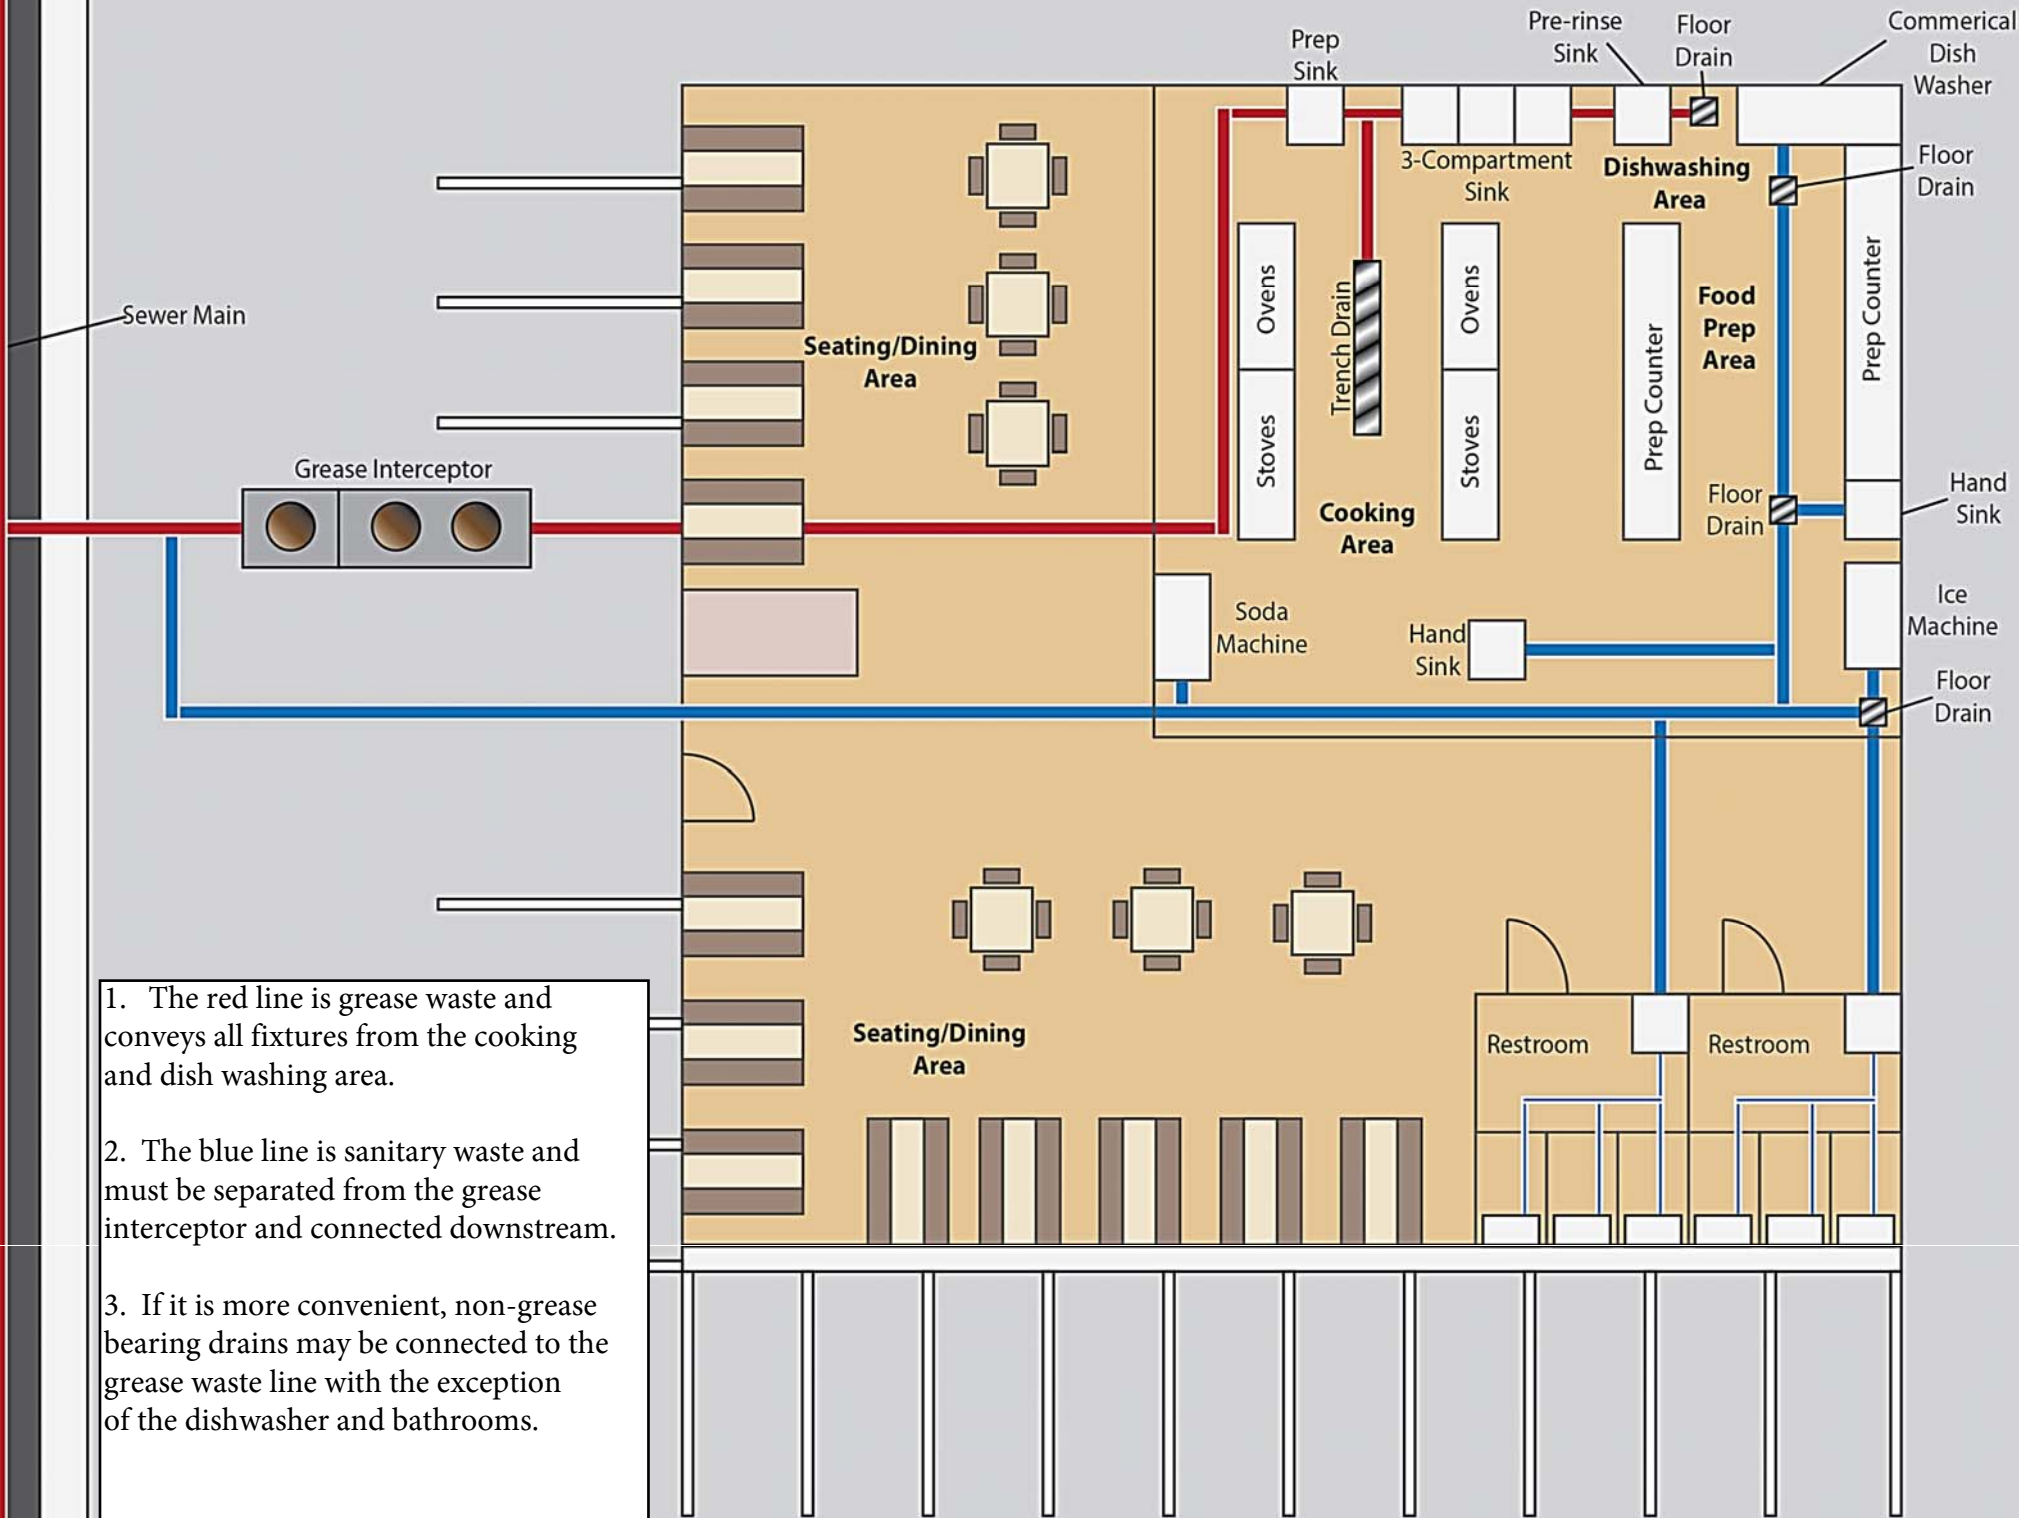 Prep
Sink
Pre-rinse
Sink
Floor
Drain
Commerical
Dish
Washer
3-Compartment
Sink
Dishwashing
Area
Floor
Drain
Sewer Main
Seating/Dining
Area
Ovens
Trench Drain
Ovens
Food
Prep
Area
Prep Counter
Prep Counter
Stoves
Stoves
Grease Interceptor
Cooking
Area
Floor
Drain
Hand
Sink
Soda
Machine
Hand
Sink
Ice
Machine
Floor
Drain
1. The red line is grease waste and
conveys all fixtures from the cooking
and dish washing area.
2. The blue line is sanitary waste and
must be separated from the grease
interceptor and connected downstream.
3. If it is more convenient, non-grease
bearing drains may be connected to the
grease waste line with the exception
of the dishwasher and bathrooms.
Seating/Dining
Area
Restroom
Restroom